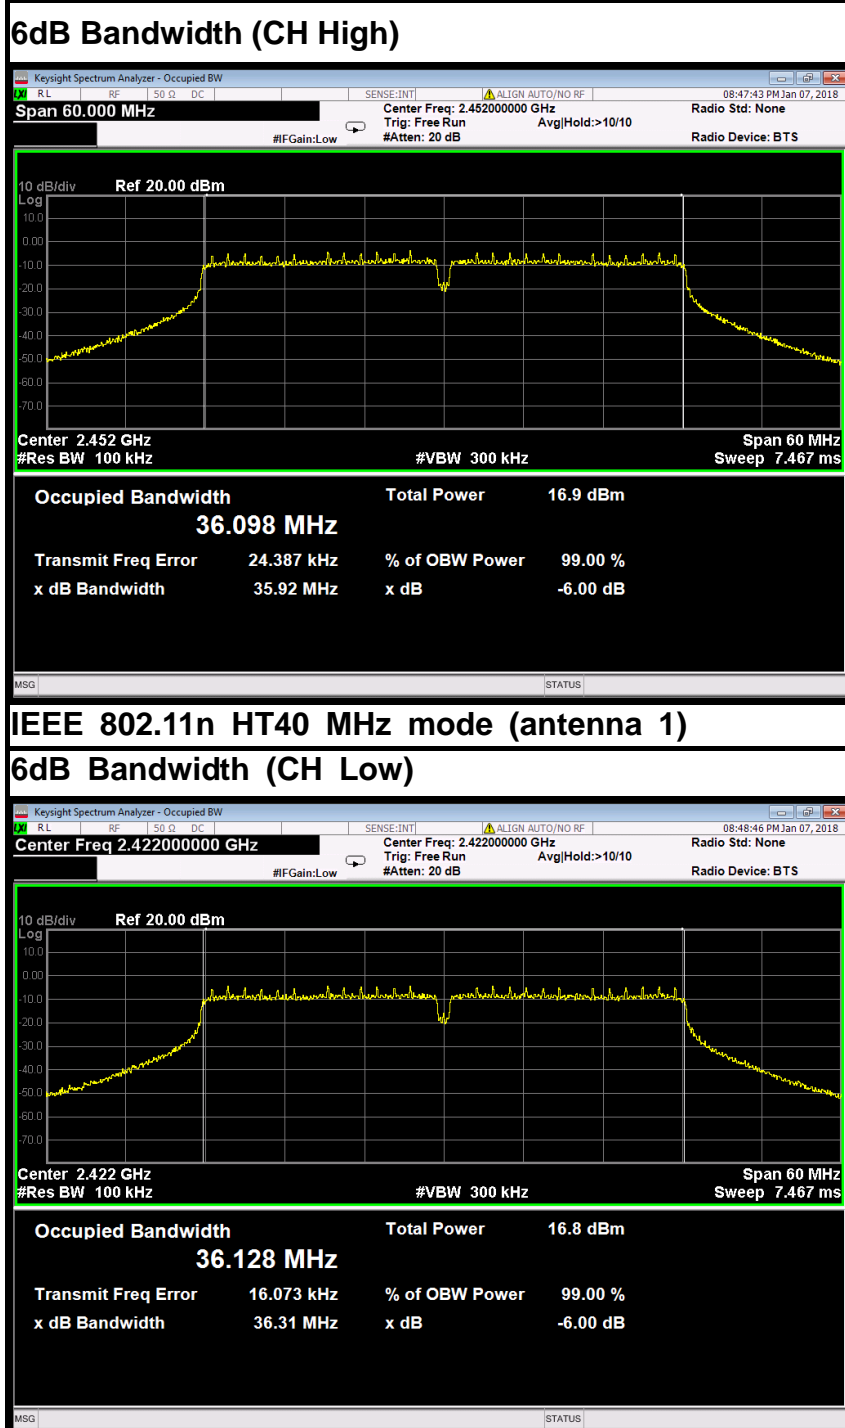 6dB Bandwidth (CH High)
Keysight Spectrum Analyzer - Occupied BW
LXI RL RF 50 Ω DC SENSE:INT ALIGN AUTO/NO RF 08:47:43 PM Jan 07, 2018
Span 60.000 MHz Center Freq: 2.452000000 GHz Radio Std: None
Trig: Free Run Avg|Hold:>10/10
#IFGain:Low #Atten: 20 dB Radio Device: BTS
10 dB/div Ref 20.00 dBm
Log
10.0
0.00
-10.0
-20.0
-30.0
-40.0
-50.0
-60.0
-70.0
Center 2.452 GHz Span 60 MHz
#Res BW 100 kHz #VBW 300 kHz Sweep 7.467 ms
Occupied Bandwidth Total Power 16.9 dBm
36.098 MHz
Transmit Freq Error 24.387 kHz % of OBW Power 99.00 %
x dB Bandwidth 35.92 MHz x dB -6.00 dB
MSG STATUS
IEEE 802.11n HT40 MHz mode (antenna 1)
6dB Bandwidth (CH Low)
Keysight Spectrum Analyzer - Occupied BW
LXI RL RF 50 Ω DC SENSE:INT ALIGN AUTO/NO RF 08:48:46 PM Jan 07, 2018
Center Freq 2.422000000 GHz Center Freq: 2.422000000 GHz Radio Std: None
Trig: Free Run Avg|Hold:>10/10
#IFGain:Low #Atten: 20 dB Radio Device: BTS
10 dB/div Ref 20.00 dBm
Log
10.0
0.00
-10.0
-20.0
-30.0
-40.0
-50.0
-60.0
-70.0
Center 2.422 GHz Span 60 MHz
#Res BW 100 kHz #VBW 300 kHz Sweep 7.467 ms
Occupied Bandwidth Total Power 16.8 dBm
36.128 MHz
Transmit Freq Error 16.073 kHz % of OBW Power 99.00 %
x dB Bandwidth 36.31 MHz x dB -6.00 dB
MSG STATUS